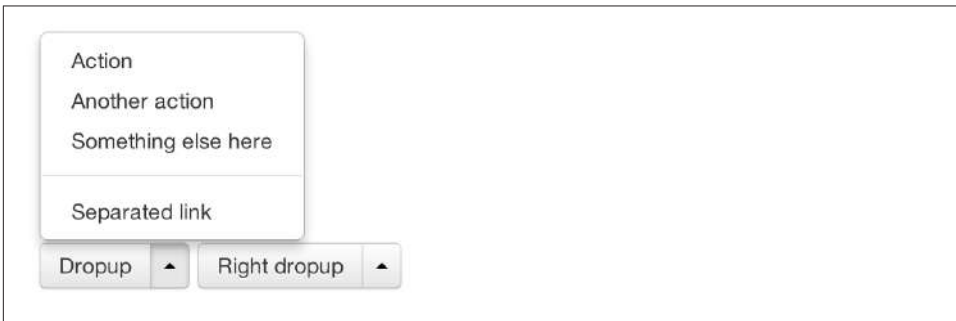 Action
Another action
Something else here
Separated link
Dropup Right dropup